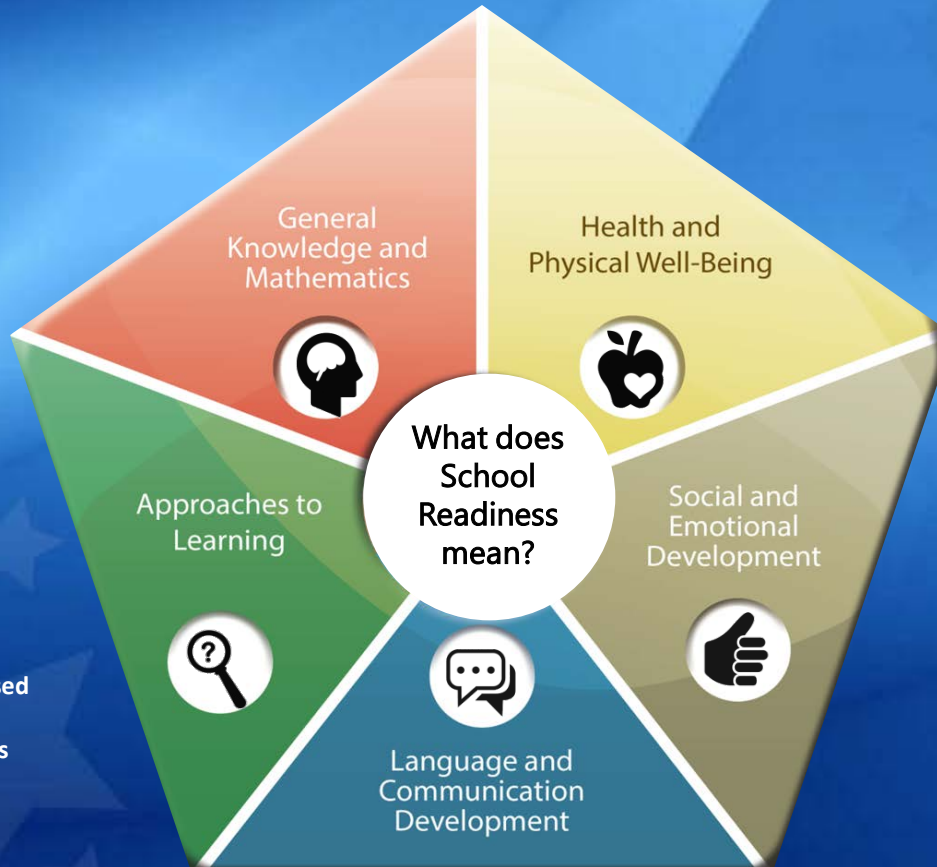 General
Knowledge and
Mathematics
Health and
Physical Well-Being
What does
School
Readiness
mean?
Approaches to
Learning
Social and
Emotional
Development
?
Language and
Communication
Development